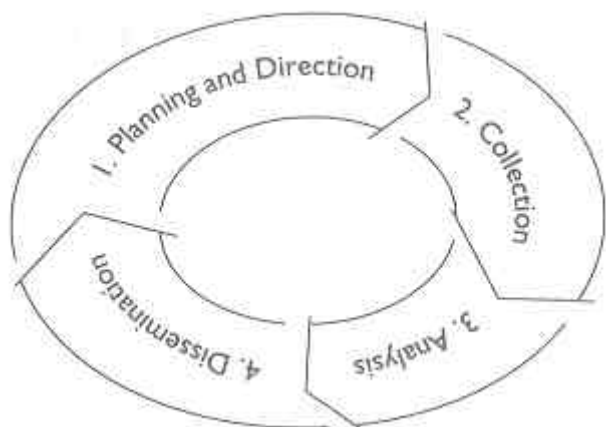 1. Planning and Direction
2. Collection
3. Analysis
4. Dissemination